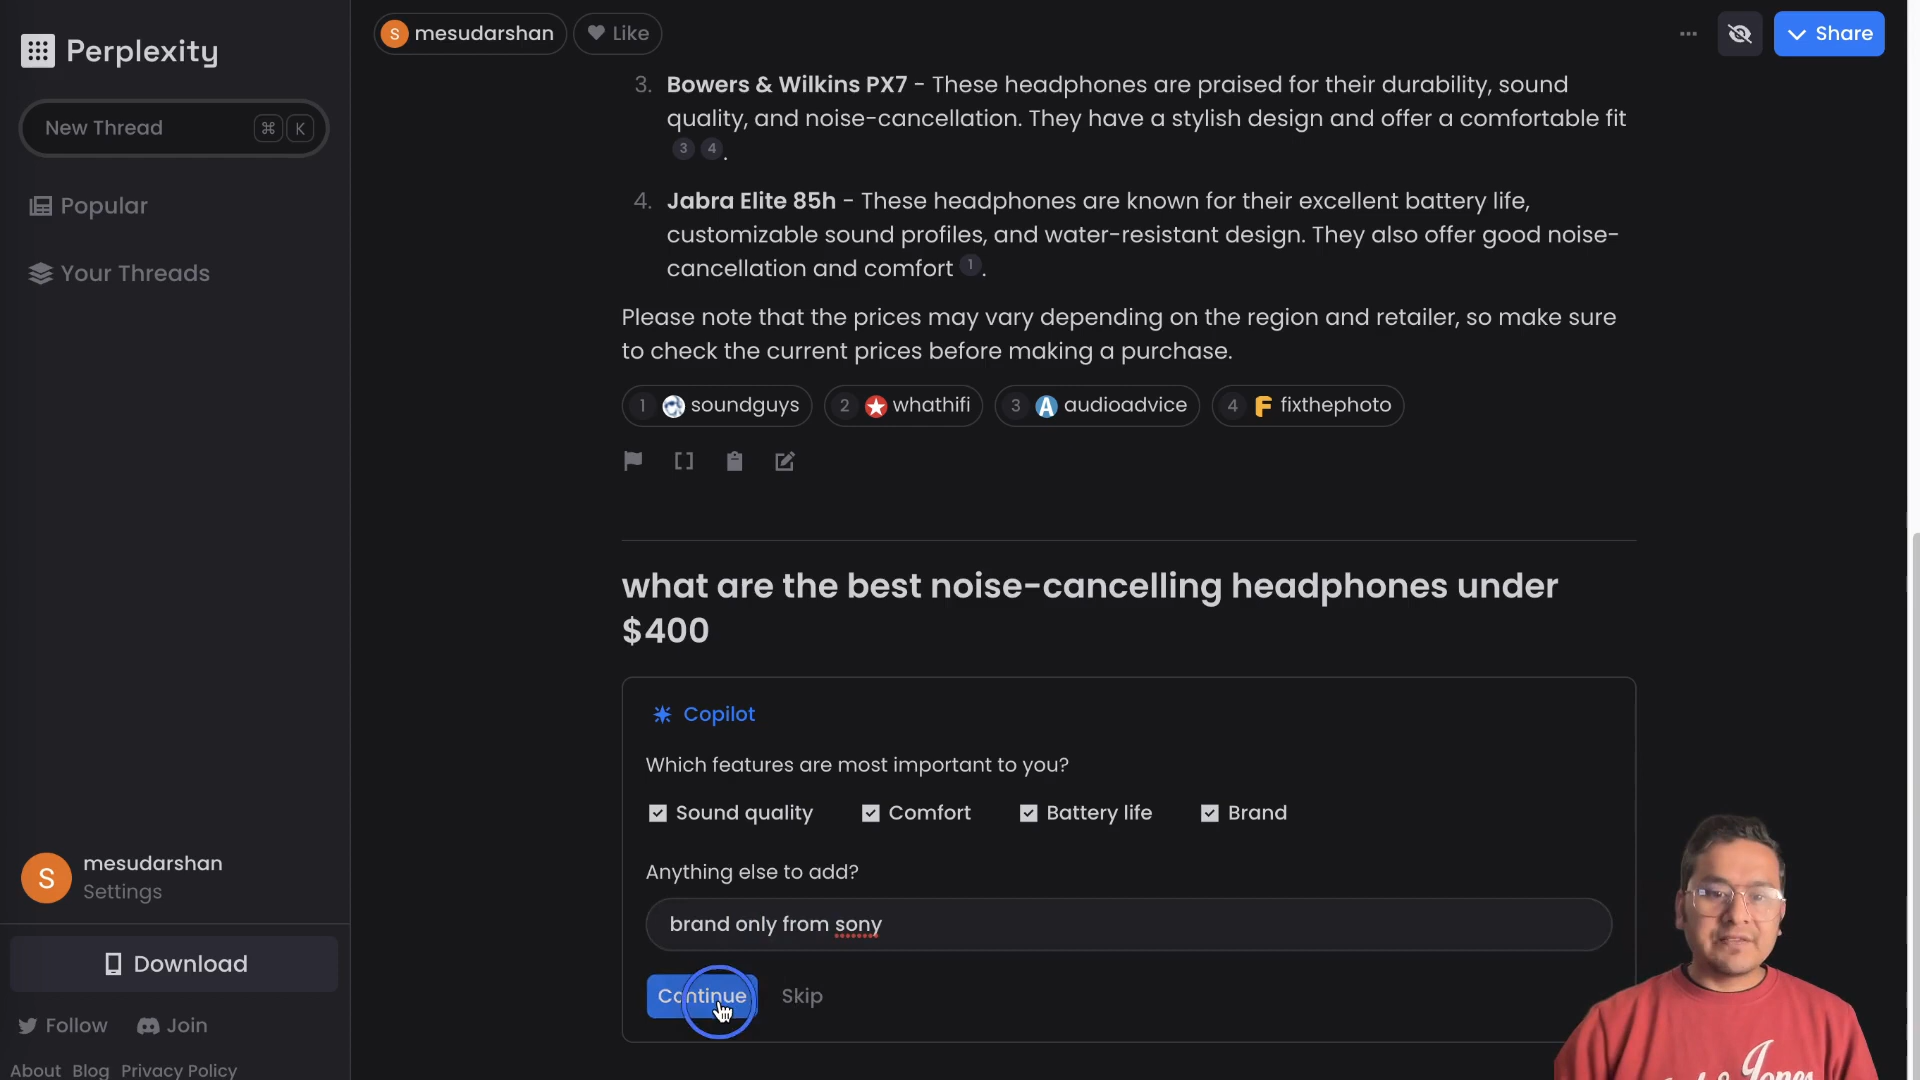 Perplexity
New Thread
⌘ K
Popular
Your Threads
S
mesudarshan
Settings
Download
Follow
Join
About Blog Privacy Policy
S mesudarshan
Like
Share
3. Bowers & Wilkins PX7 - These headphones are praised for their durability, sound
quality, and noise-cancellation. They have a stylish design and offer a comfortable fit
3 4 .
4. Jabra Elite 85h - These headphones are known for their excellent battery life,
customizable sound profiles, and water-resistant design. They also offer good noise-
cancellation and comfort 1 .
Please note that the prices may vary depending on the region and retailer, so make sure
to check the current prices before making a purchase.
1 soundguys 2 whathifi 3 audioadvice 4 fixthephoto
what are the best noise-cancelling headphones under
$400
Copilot
Which features are most important to you?
Sound quality Comfort Battery life Brand
Anything else to add?
brand only from sony
Continue Skip